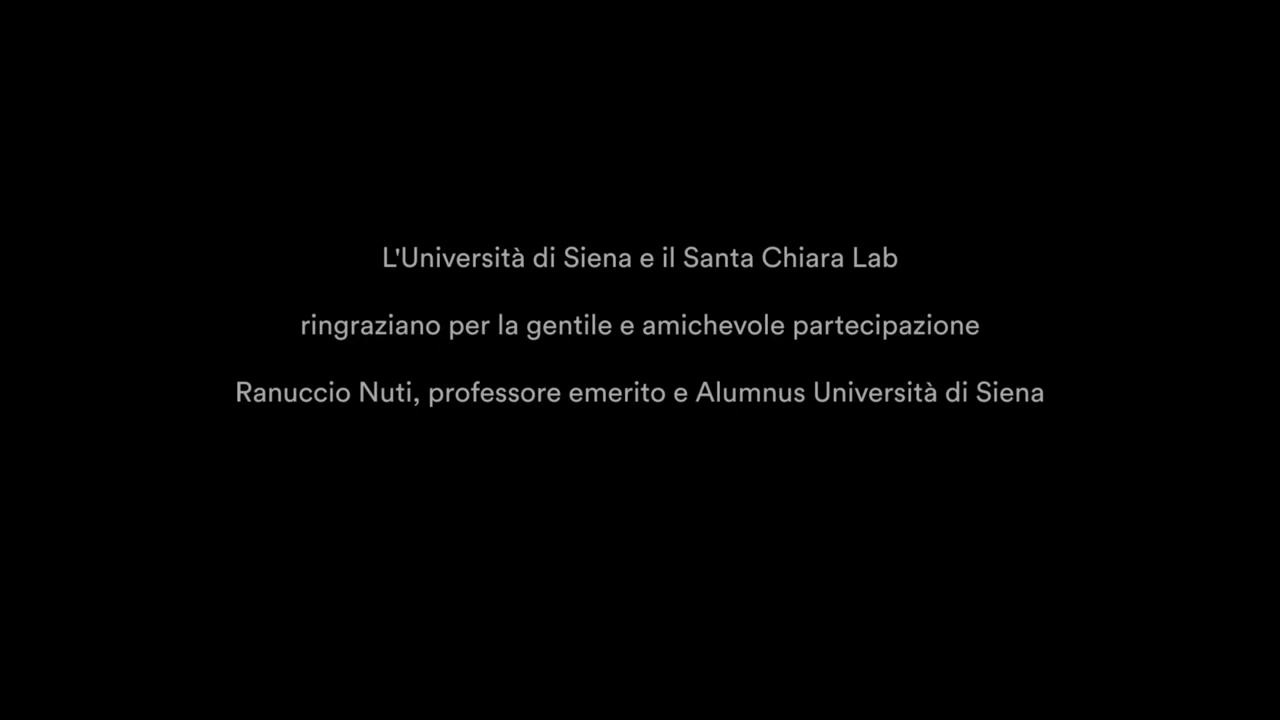 L'Università di Siena e il Santa Chiara Lab
ringraziano per la gentile e amichevole partecipazione
Ranuccio Nuti, professore emerito e Alumnus Università di Siena